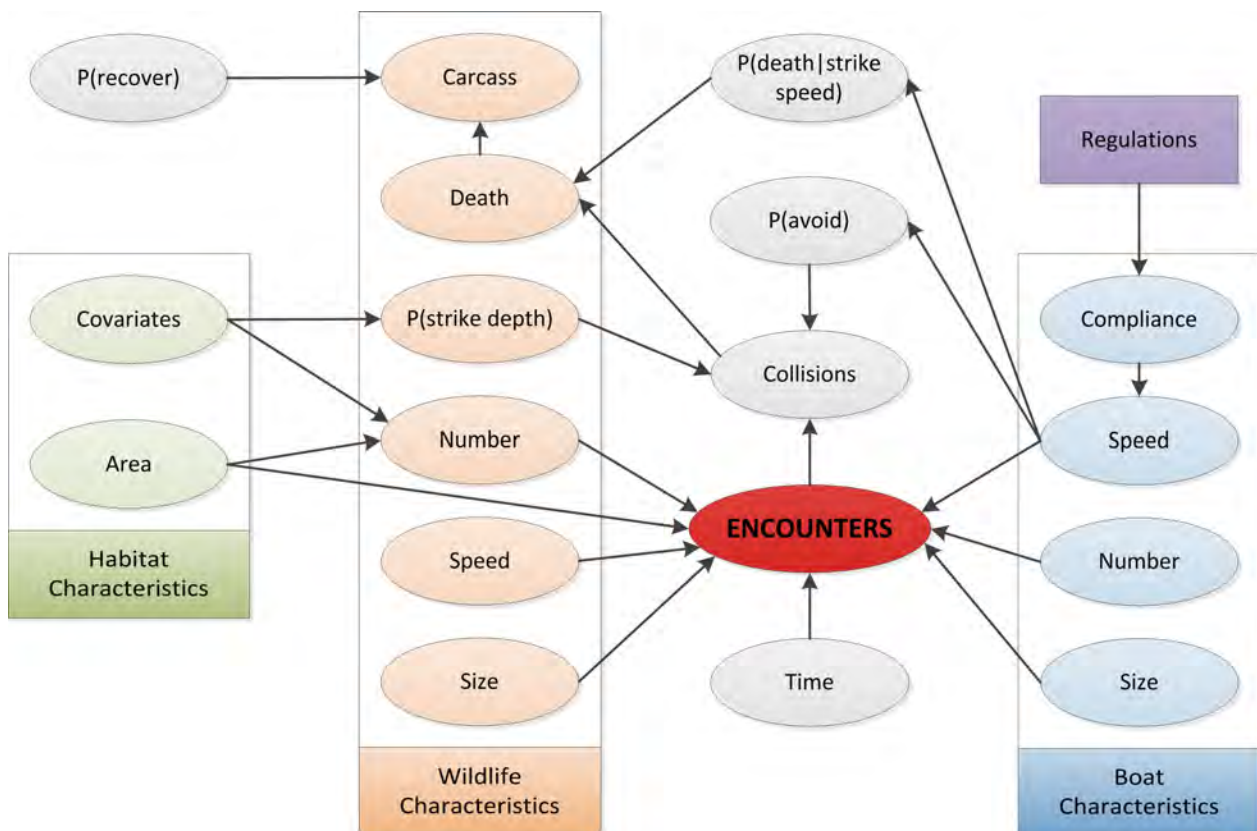 P(recover)
Carcass
P(death|strike
speed)
Regulations
Death
P(avoid)
Covariates
P(strike depth)
Collisions
Compliance
Area
Number
Speed
ENCOUNTERS
Habitat
Characteristics
Speed
Number
Size
Time
Size
Wildlife
Characteristics
Boat
Characteristics